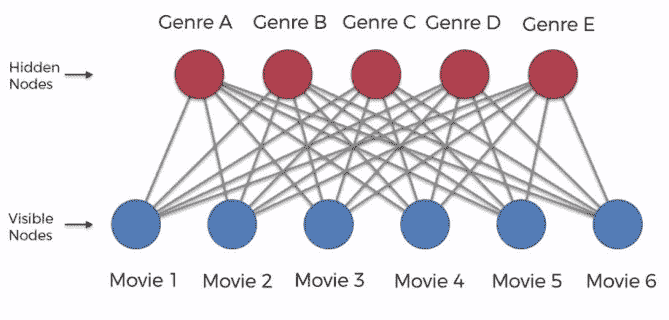 Genre A Genre B Genre C Genre D Genre E
Hidden
Nodes
Visible
Nodes
Movie 1 Movie 2 Movie 3 Movie 4 Movie 5 Movie 6